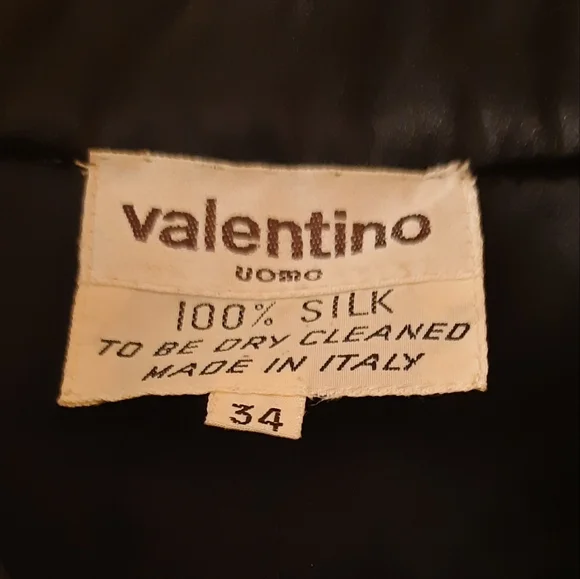 valentino
uomo
100% SILK
TO BE DRY CLEANED
MADE IN ITALY
34